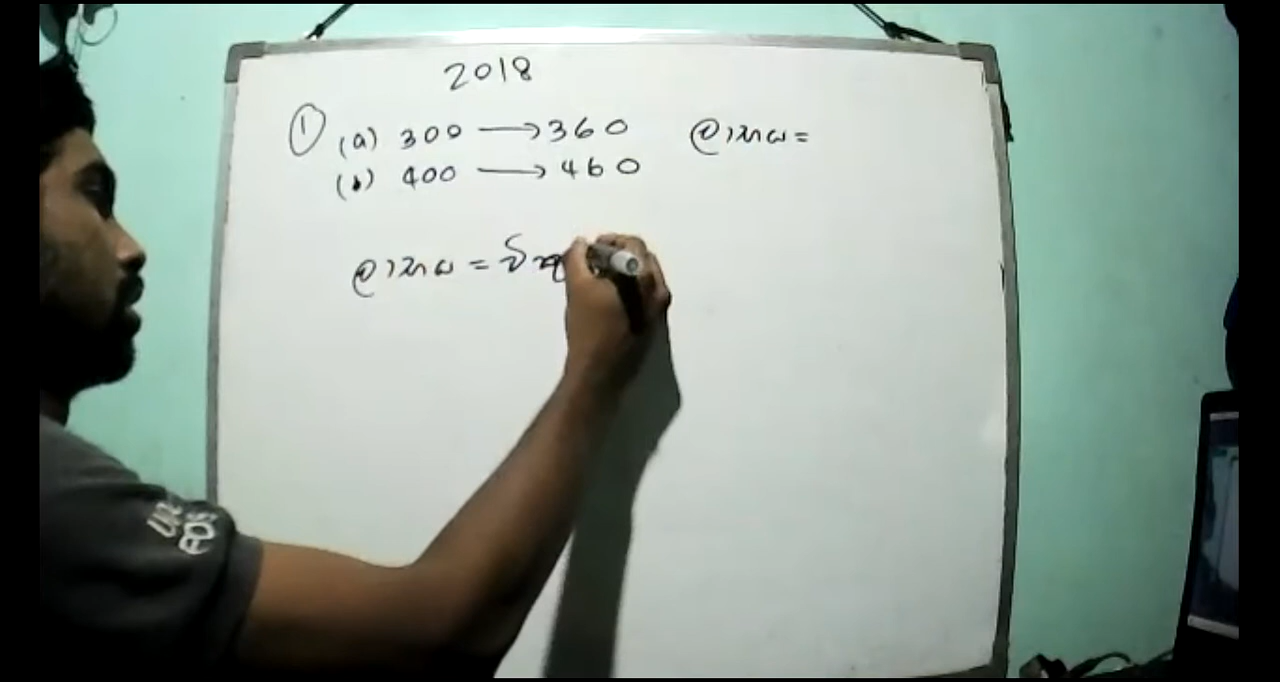 2018
① (a) 300 → 360 ලාභය =
(b) 400 → 460
ලාභය =